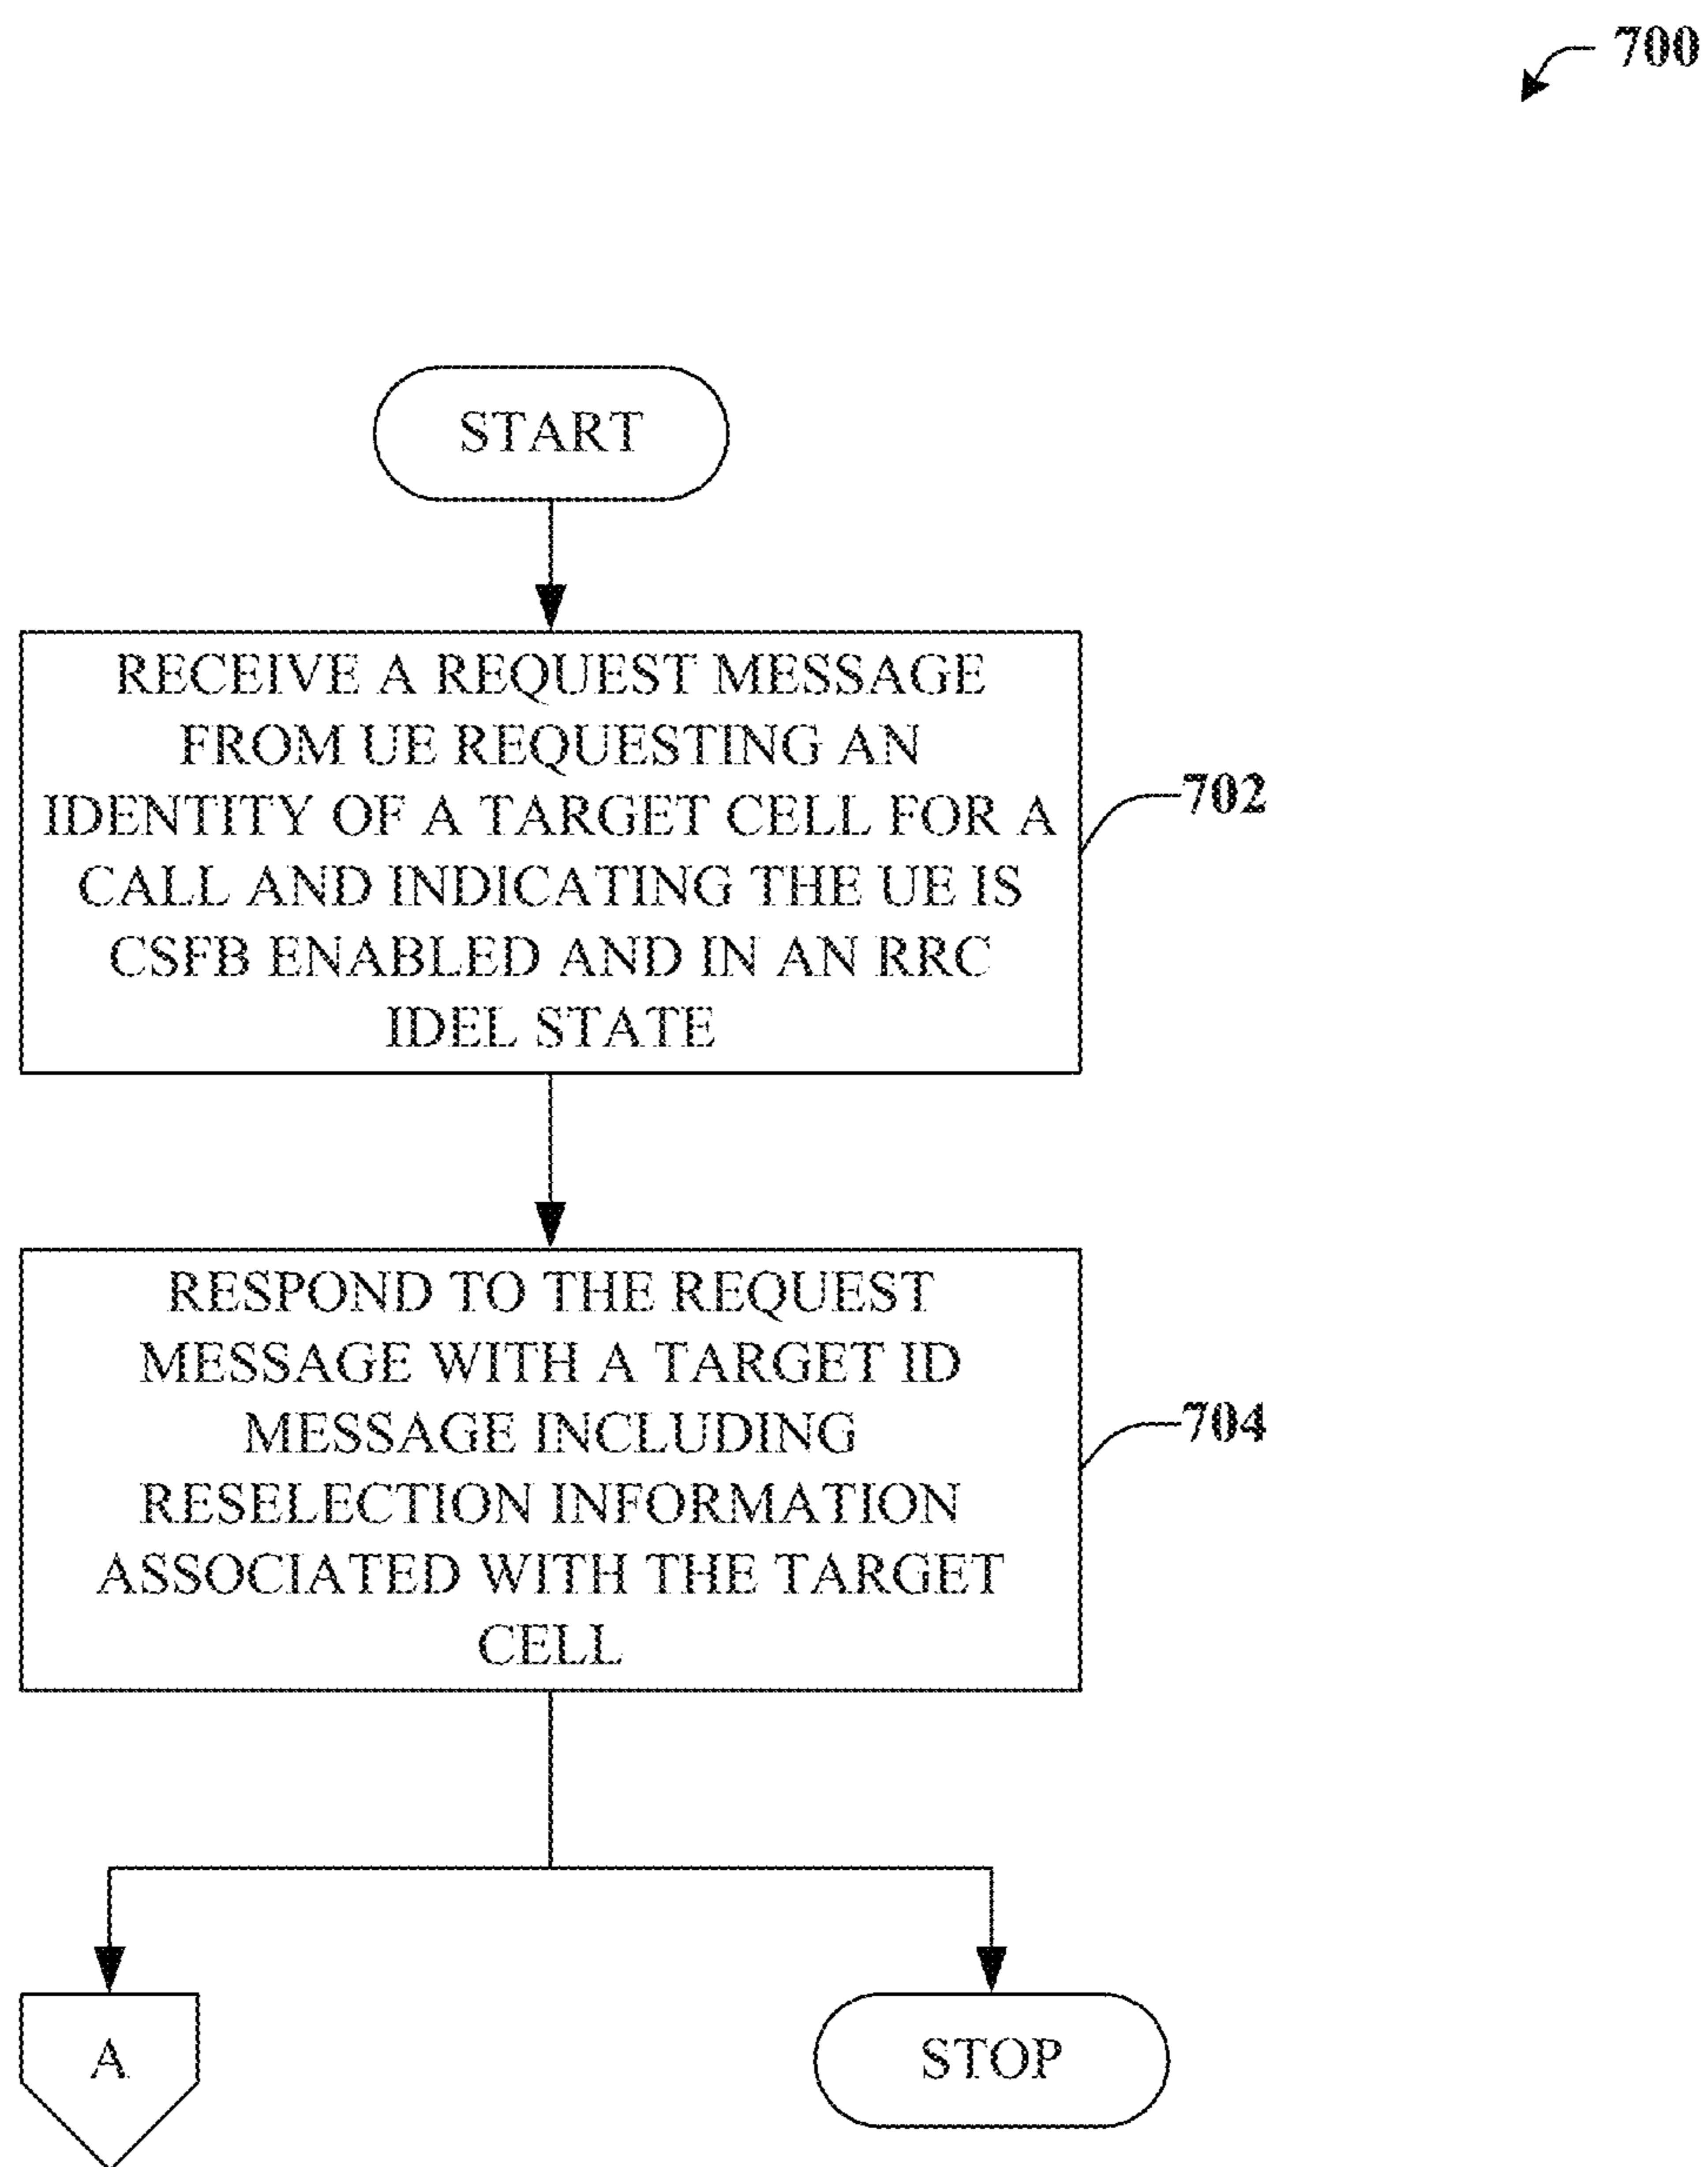 700
START
RECEIVE A REQUEST MESSAGE
FROM UE REQUESTING AN
IDENTITY OF A TARGET CELL FOR A
CALL AND INDICATING THE UE IS
CSFB ENABLED AND IN AN RRC
IDEL STATE
702
RESPOND TO THE REQUEST
MESSAGE WITH A TARGET ID
MESSAGE INCLUDING
RESELECTION INFORMATION
ASSOCIATED WITH THE TARGET
CELL
704
A
STOP